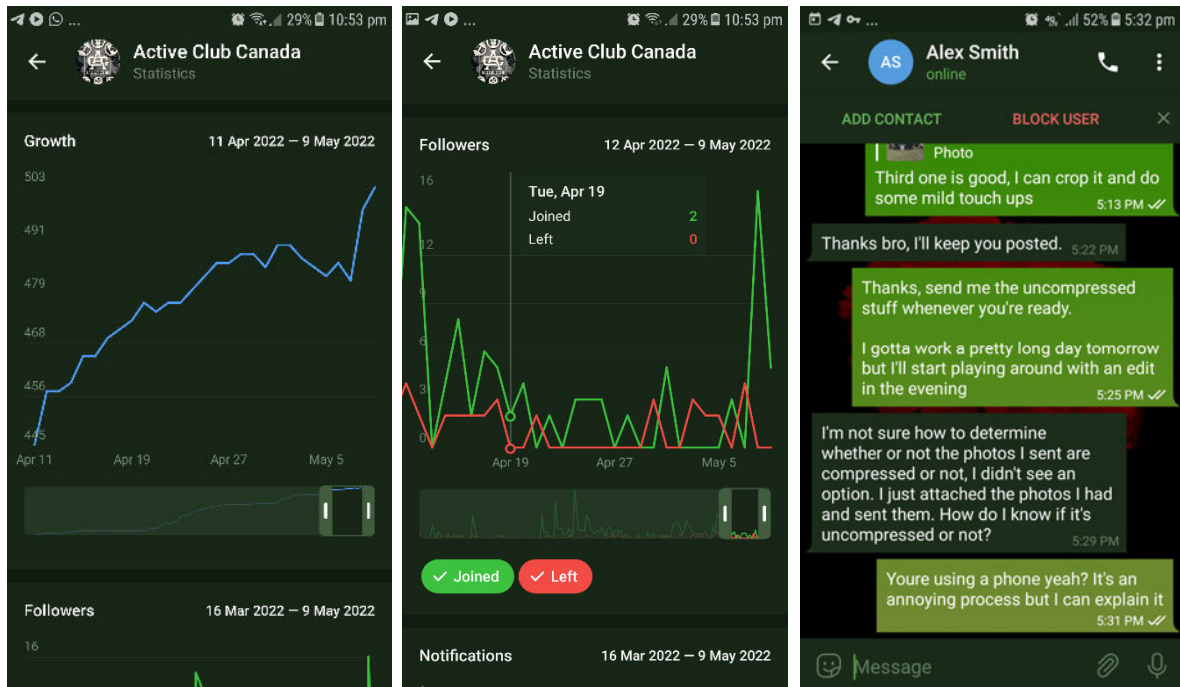 ... 29% 10:53 pm
Active Club Canada
Statistics
Growth 11 Apr 2022 – 9 May 2022
503
491
479
468
456
445
Apr 11 Apr 19 Apr 27 May 5
Followers 16 Mar 2022 – 9 May 2022
16
... 29% 10:53 pm
Active Club Canada
Statistics
Followers 12 Apr 2022 – 9 May 2022
16
Tue, Apr 19
Joined 2
Left 0
12
9
6
3
0
Apr 19 Apr 27 May 5
Joined Left
Notifications 16 Mar 2022 – 9 May 2022
... 52% 5:32 pm
AS
Alex Smith
online
ADD CONTACT BLOCK USER
Photo
Third one is good, I can crop it and do
some mild touch ups
5:13 PM
Thanks bro, I'll keep you posted. 5:22 PM
Thanks, send me the uncompressed
stuff whenever you're ready.
I gotta work a pretty long day tomorrow
but I'll start playing around with an edit
in the evening
5:25 PM
I'm not sure how to determine
whether or not the photos I sent are
compressed or not, I didn't see an
option. I just attached the photos I had
and sent them. How do I know if it's
uncompressed or not?
5:29 PM
Youre using a phone yeah? It's an
annoying process but I can explain it
5:31 PM
Message